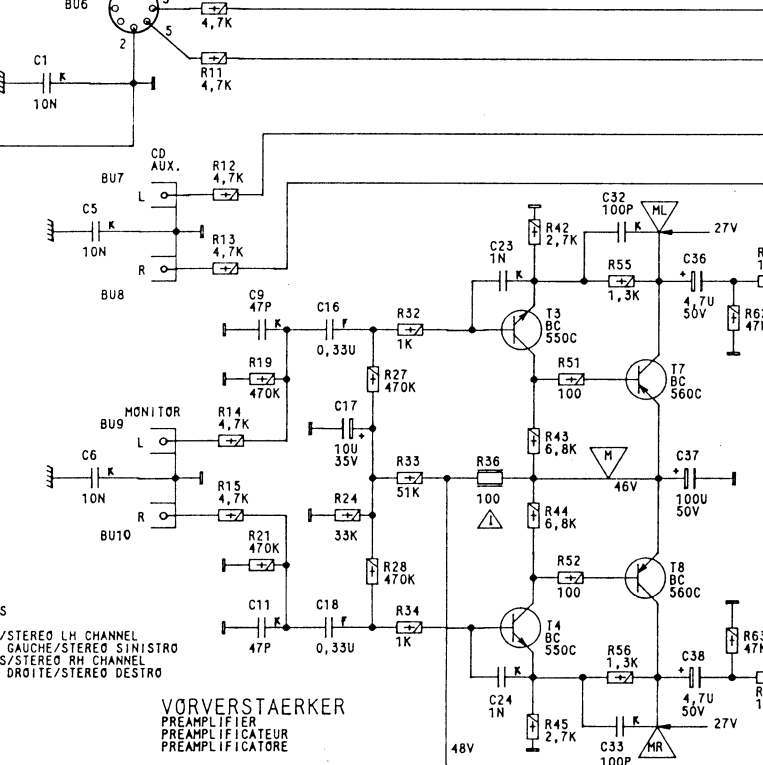 BU6
3
4,7K
2
5
R11
4,7K
C1
K
10N
CD
AUX.
BU7
R12
4,7K
L
C5
K
10N
R13
4,7K
R
BU8
C32
100P
K
ML
27V
R42
2,7K
C23
1N
K
R55
1,3K
C36
+
4,7U
50V
R62
47K
C9
47P
K
C16
F
0,33U
R32
1K
T3
BC
550C
R19
470K
R27
470K
R51
100
T7
BC
560C
MONITOR
BU9
R14
4,7K
L
C17
+
10U
35V
R43
6,8K
M
46V
C6
K
10N
R33
51K
R36
100
C37
+
100U
50V
R15
4,7K
R
BU10
R24
33K
R44
6,8K
R21
470K
R28
470K
R52
100
T8
BC
560C
C11
K
47P
C18
F
0,33U
R34
1K
T4
BC
550C
C24
1N
K
R56
1,3K
C38
+
4,7U
50V
R63
47K
R45
2,7K
C33
100P
K
MR
27V
48V
S
/STEREO LH CHANNEL
GAUCHE/STEREO SINISTRO
S/STEREO RH CHANNEL
DROITE/STEREO DESTRO
VORVERSTAERKER
PREAMPLIFIER
PREAMPLIFICATEUR
PREAMPLIFICATORE